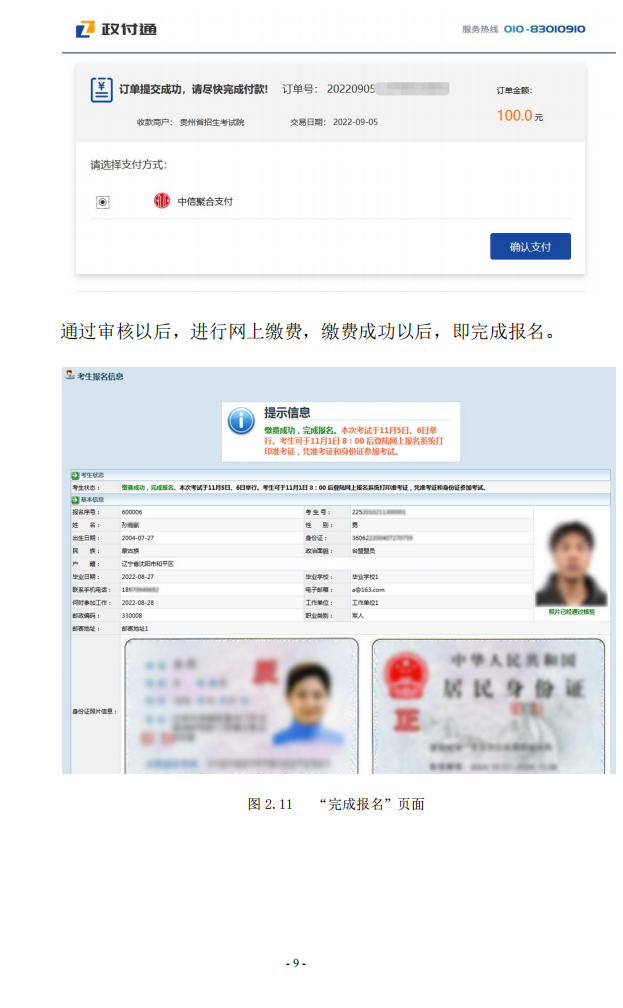 政付通
服务热线 010-83010910
订单提交成功，请尽快完成付款! 订单号： 20220905
订单金额：
收款商户： 贵州省招生考试院 交易日期： 2022-09-05
100.0 元
请选择支付方式：
中信聚合支付
确认支付
通过审核以后，进行网上缴费，缴费成功以后，即完成报名。
考生报名信息
提示信息
缴费成功，完成报名。本次考试于11月5日、6日举
行。考生可于11月1日 8：00 后登陆网上报名系统打
印准考证，凭准考证和身份证参加考试。
考生状态
考生状态： 缴费成功，完成报名。本次考试于11月5日、6日举行。考生可于11月1日 8：00 后登陆网上报名系统打印准考证，凭准考证和身份证参加考试。
基本信息
报名序号： 600006 考 生 号： 225
姓 名： 性 别： 男
出生日期： 2004-07-27 身份证： 3606
民 族： 蒙古族 政治面貌： 台盟盟员
户 籍： 辽宁省沈阳市和平区
毕业日期： 2022-08-27 毕业学校： 毕业学校1
联系手机电话： 18 电子邮箱： a@163.com
何时参加工作： 2022-08-28 工作单位： 工作单位1
邮政编码： 330008 职业类别： 军人
照片已经通过核验
邮寄地址： 邮寄地址1
身份证照片信息：
反
中华人民共和国
居民身份证
正
图 2.11 “完成报名”页面
- 9 -